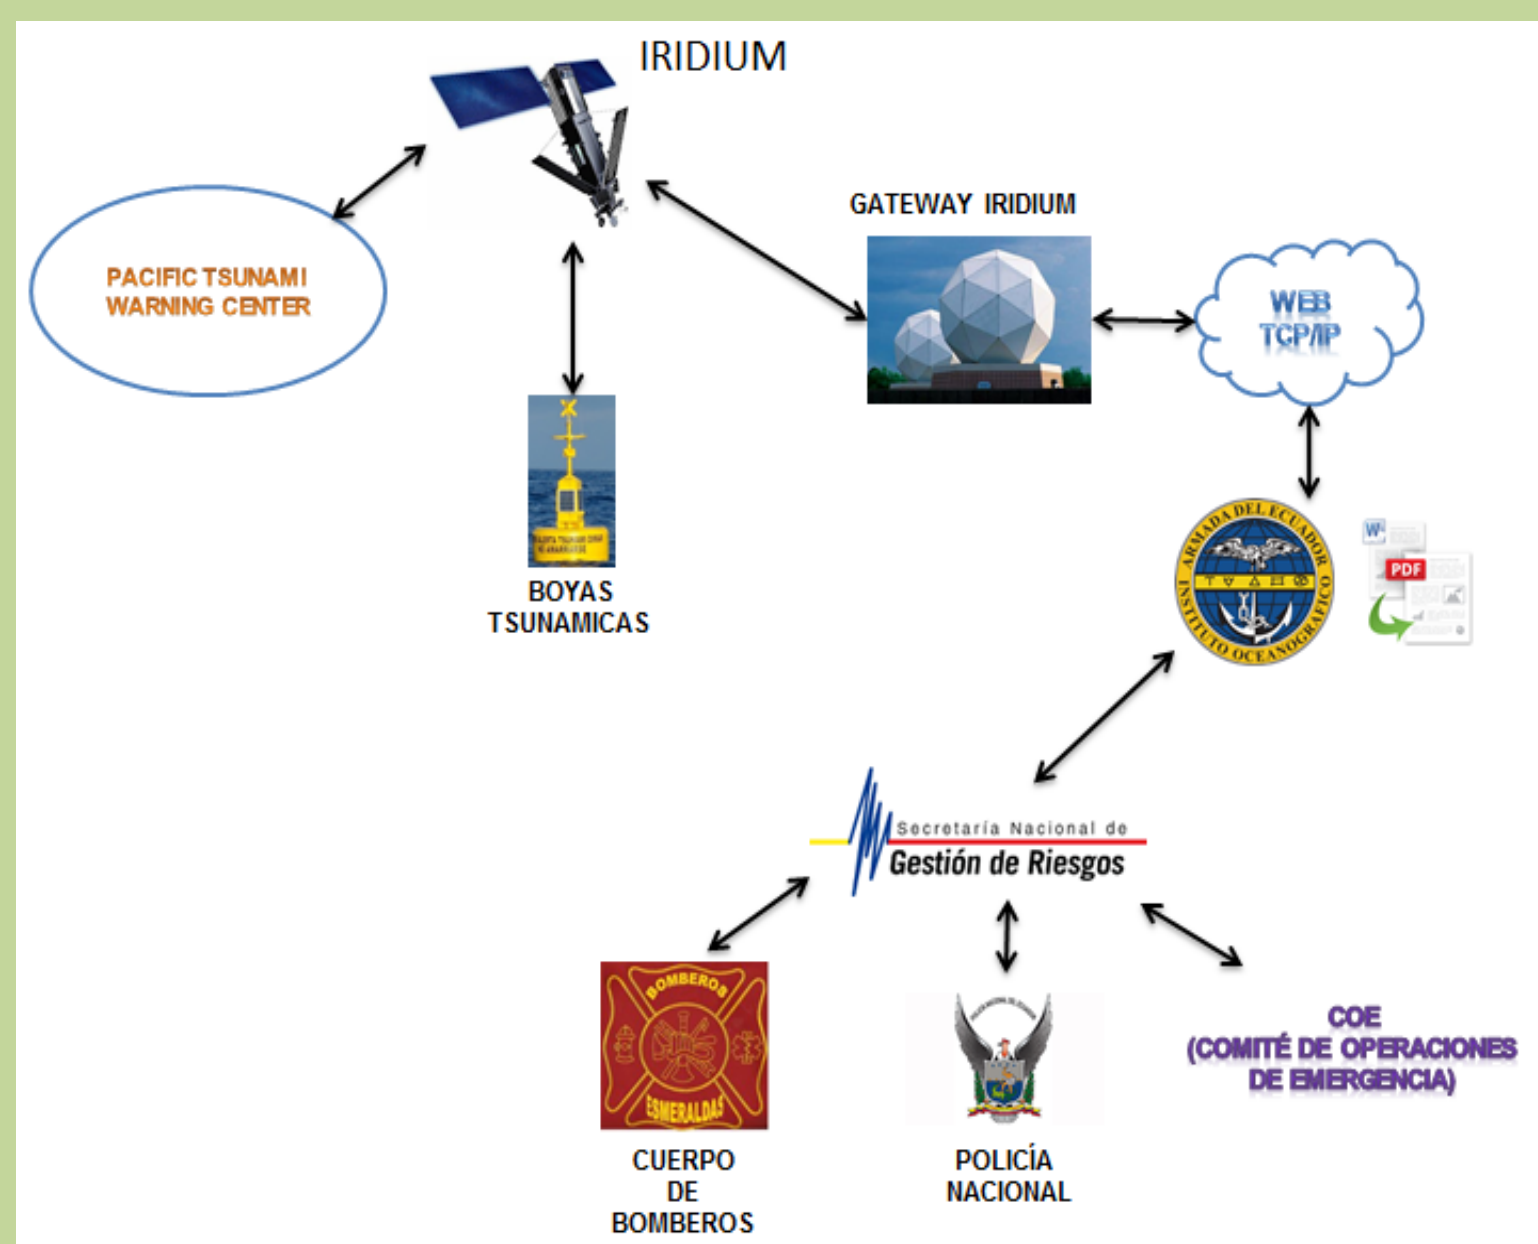 IRIDIUM
GATEWAY IRIDIUM
PACIFIC TSUNAMI
WARNING CENTER
WEB
TCP/IP
BOYAS
TSUNAMICAS
ARMADA DEL ECUADOR
INSTITUTO OCEANOGRÁFICO
W
PDF
Secretaría Nacional de
Gestión de Riesgos
BOMBEROS
ESMERALDAS
CUERPO
DE
BOMBEROS
POLICÍA
NACIONAL
COE
(COMITÉ DE OPERACIONES
DE EMERGENCIA)